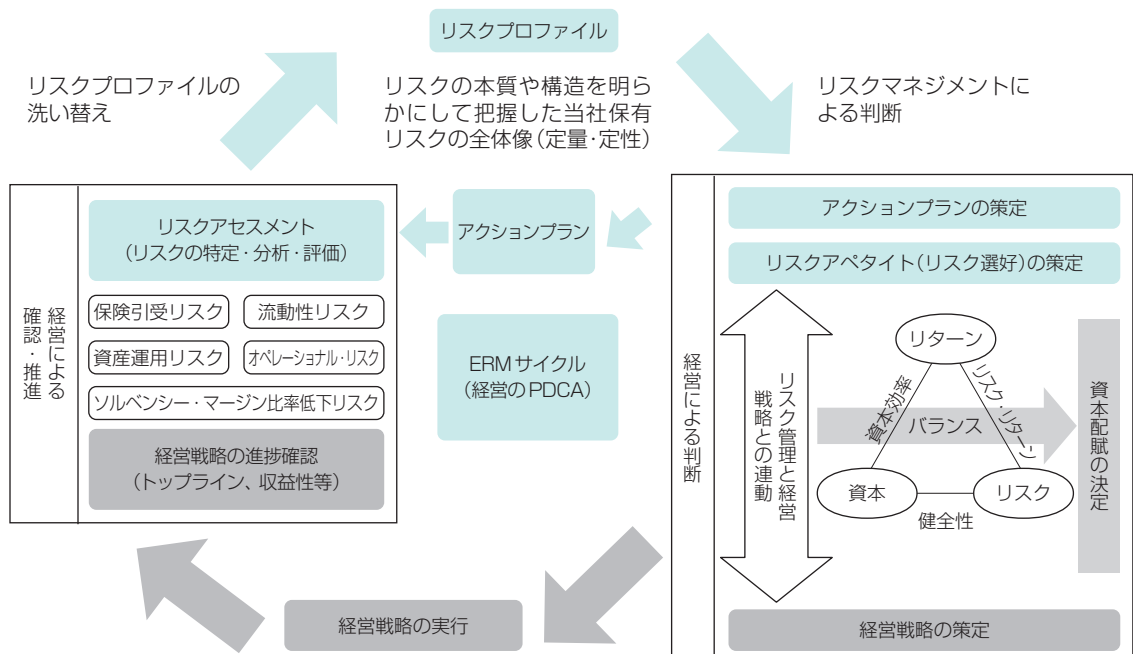 リスクプロファイル
リスクプロファイルの
洗い替え
リスクの本質や構造を明ら
かにして把握した当社保有
リスクの全体像(定量・定性)
リスクマネジメントに
よる判断
経営による
確認・推進
リスクアセスメント
(リスクの特定・分析・評価)
保険引受リスク
流動性リスク
資産運用リスク
オペレーショナル・リスク
ソルベンシー・マージン比率低下リスク
経営戦略の進捗確認
(トップライン、収益性等)
アクションプラン
ERMサイクル
(経営のPDCA)
経営による判断
アクションプランの策定
リスクアペタイト(リスク選好)の策定
リスク管理と経営
戦略との連動
リターン
資本効率
リスク・リターン
バランス
資本
リスク
健全性
資本配賦の決定
経営戦略の策定
経営戦略の実行